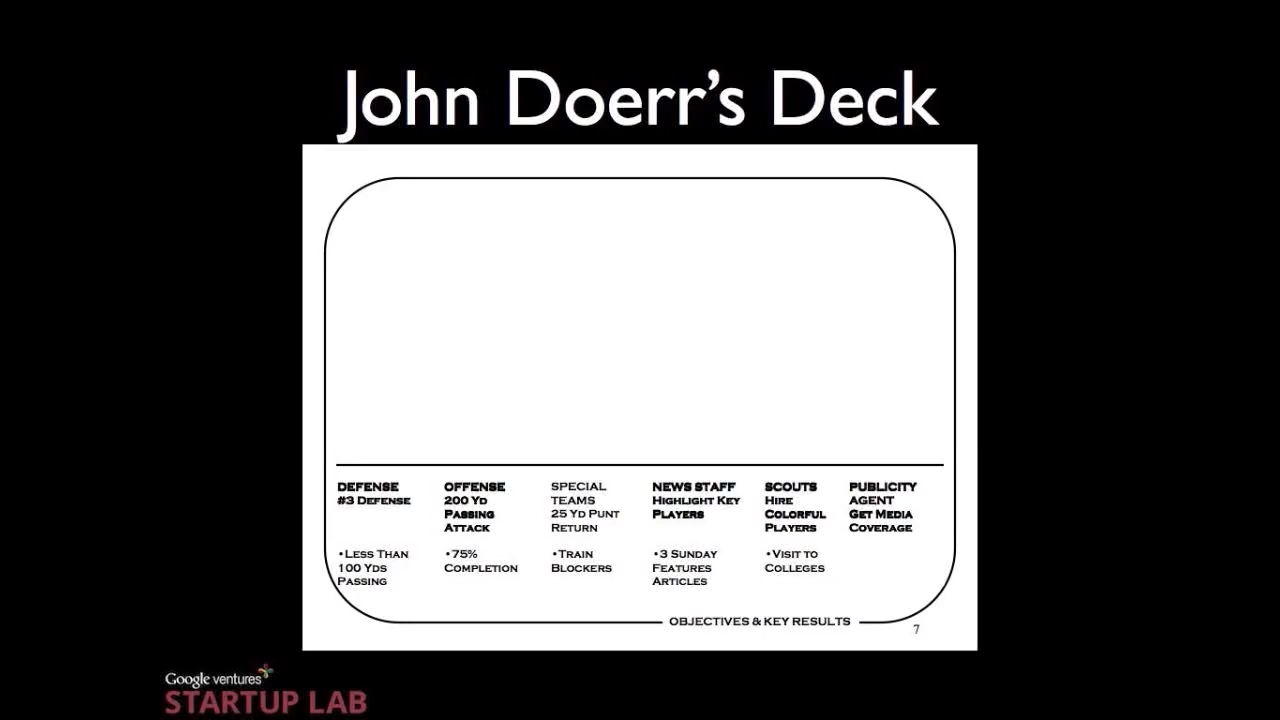 John Doerr's Deck
DEFENSE
#3 DEFENSE
•LESS THAN
100 YDS
PASSING
OFFENSE
200 YD
PASSING
ATTACK
•75%
COMPLETION
SPECIAL
TEAMS
25 YD PUNT
RETURN
•TRAIN
BLOCKERS
NEWS STAFF
HIGHLIGHT KEY
PLAYERS
•3 SUNDAY
FEATURES
ARTICLES
SCOUTS
HIRE
COLORFUL
PLAYERS
•VISIT TO
COLLEGES
PUBLICITY
AGENT
GET MEDIA
COVERAGE
OBJECTIVES & KEY RESULTS
7
Google ventures
STARTUP LAB